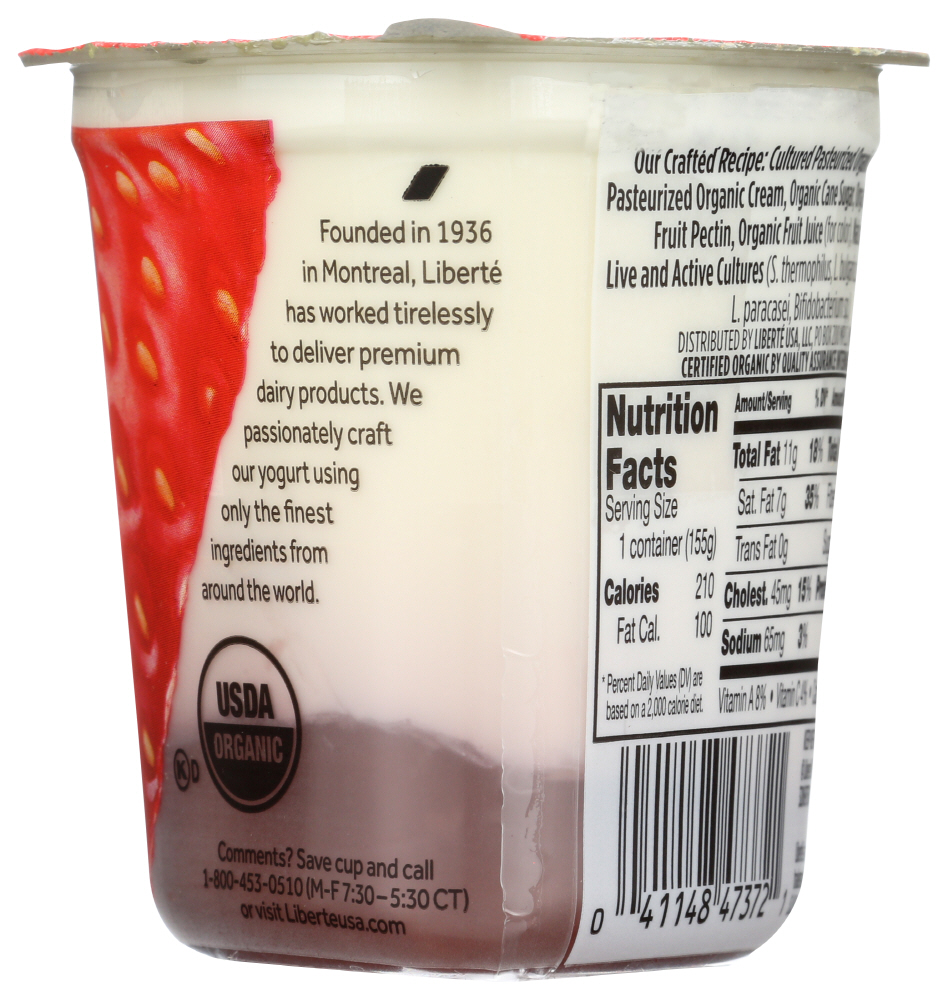 Founded in 1936
in Montreal, Liberté
has worked tirelessly
to deliver premium
dairy products. We
passionately craft
our yogurt using
only the finest
ingredients from
around the world.
USDA
ORGANIC
K D
Comments? Save cup and call
1-800-453-0510 (M-F 7:30–5:30 CT)
or visit Liberteusa.com
Our Crafted Recipe: Cultured Pasteurized
Pasteurized Organic Cream, Organic Cane Sugar,
Fruit Pectin, Organic Fruit Juice (for color),
Live and Active Cultures (S. thermophilus,
L. paracasei,
DISTRIBUTED BY LIBERTÉ USA, LLC, PO BOX
CERTIFIED ORGANIC BY QUALITY ASSURANCE
Nutrition
Facts
Serving Size
1 container (155g)
Calories 210
Fat Cal. 100
*Percent Daily Values (DV) are
based on a 2,000 calorie diet.
Amount/Serving %DV*
Total Fat 11g 18%
Sat. Fat 7g 35%
Trans Fat 0g
Cholest. 45mg 15%
Sodium 65mg 3%
Vitamin A 8% • Vitamin C 4% •
0 41148 47372